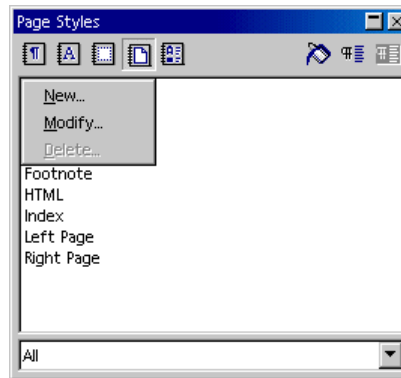 Page Styles
New...
Modify...
Delete...
Footnote
HTML
Index
Left Page
Right Page
All